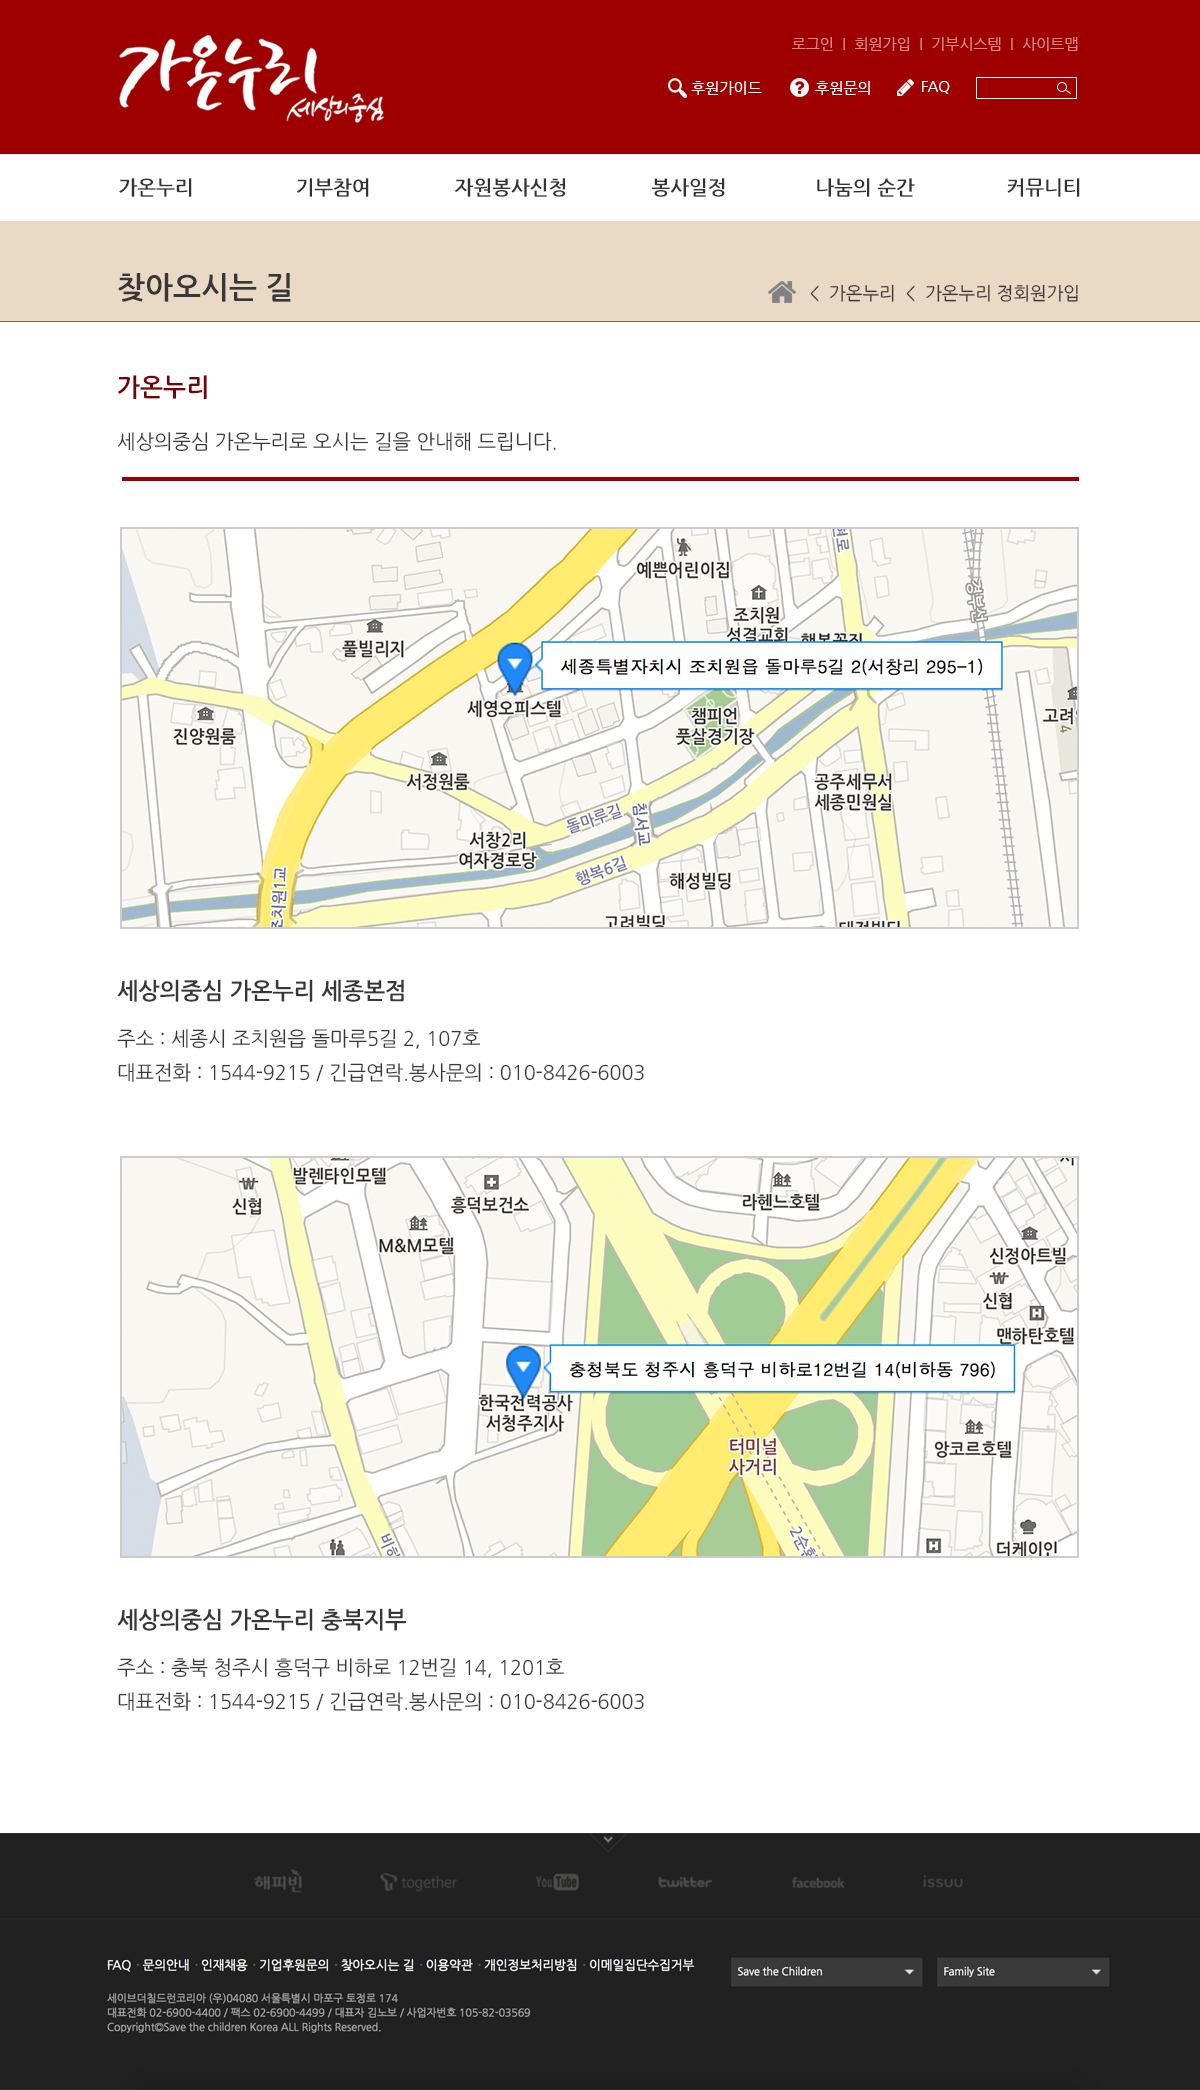 가온누리
세상의중심
로그인 | 회원가입 | 기부시스템 | 사이트맵
후원가이드 후원문의 FAQ
가온누리 기부참여 자원봉사신청 봉사일정 나눔의 순간 커뮤니티
찾아오시는 길
< 가온누리 < 가온누리 정회원가입
가온누리
세상의중심 가온누리로 오시는 길을 안내해 드립니다.
예쁜어린이집
경부선
조치원
성결교회
행복꽃집
풀빌리지
세종특별자치시 조치원읍 돌마루5길 2(서창리 295-1)
세영오피스텔
진양원룸
챔피언
풋살경기장
고려
서정원룸
공주세무서
세종민원실
돌마루길
침서교
서창2리
여자경로당
행복6길
해성빌딩
조치원1교
고려빌딩
대경빌딩
세상의중심 가온누리 세종본점
주소 : 세종시 조치원읍 돌마루5길 2, 107호
대표전화 : 1544-9215 / 긴급연락.봉사문의 : 010-8426-6003
발렌타인모텔
신협
흥덕보건소
라헨느호텔
M&M모텔
신정아트빌
신협
맨하탄호텔
충청북도 청주시 흥덕구 비하로12번길 14(비하동 796)
한국전력공사
서청주지사
터미널
사거리
앙코르호텔
비하
2순환
더케이인
세상의중심 가온누리 충북지부
주소 : 충북 청주시 흥덕구 비하로 12번길 14, 1201호
대표전화 : 1544-9215 / 긴급연락.봉사문의 : 010-8426-6003
해피빈 together YouTube twitter facebook issuu
FAQ · 문의안내 · 인재채용 · 기업후원문의 · 찾아오시는 길 · 이용약관 · 개인정보처리방침 · 이메일집단수집거부
Save the Children Family Site
세이브더칠드런코리아 (우)04080 서울특별시 마포구 토정로 174
대표전화 02-6900-4400 / 팩스 02-6900-4499 / 대표자 김노보 / 사업자번호 105-82-03569
Copyright©Save the children Korea ALL Rights Reserved.